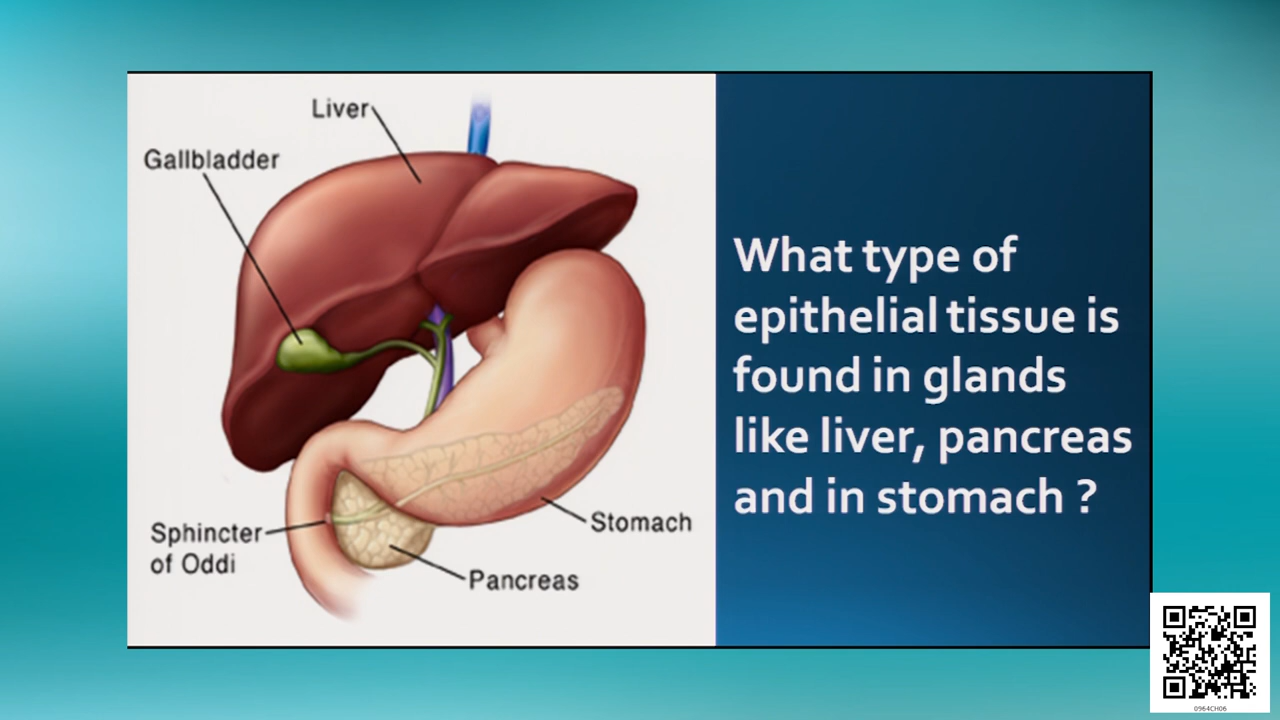 Liver
Gallbladder
Sphincter
of Oddi
Stomach
Pancreas
What type of
epithelial tissue is
found in glands
like liver, pancreas
and in stomach ?
0964CH06